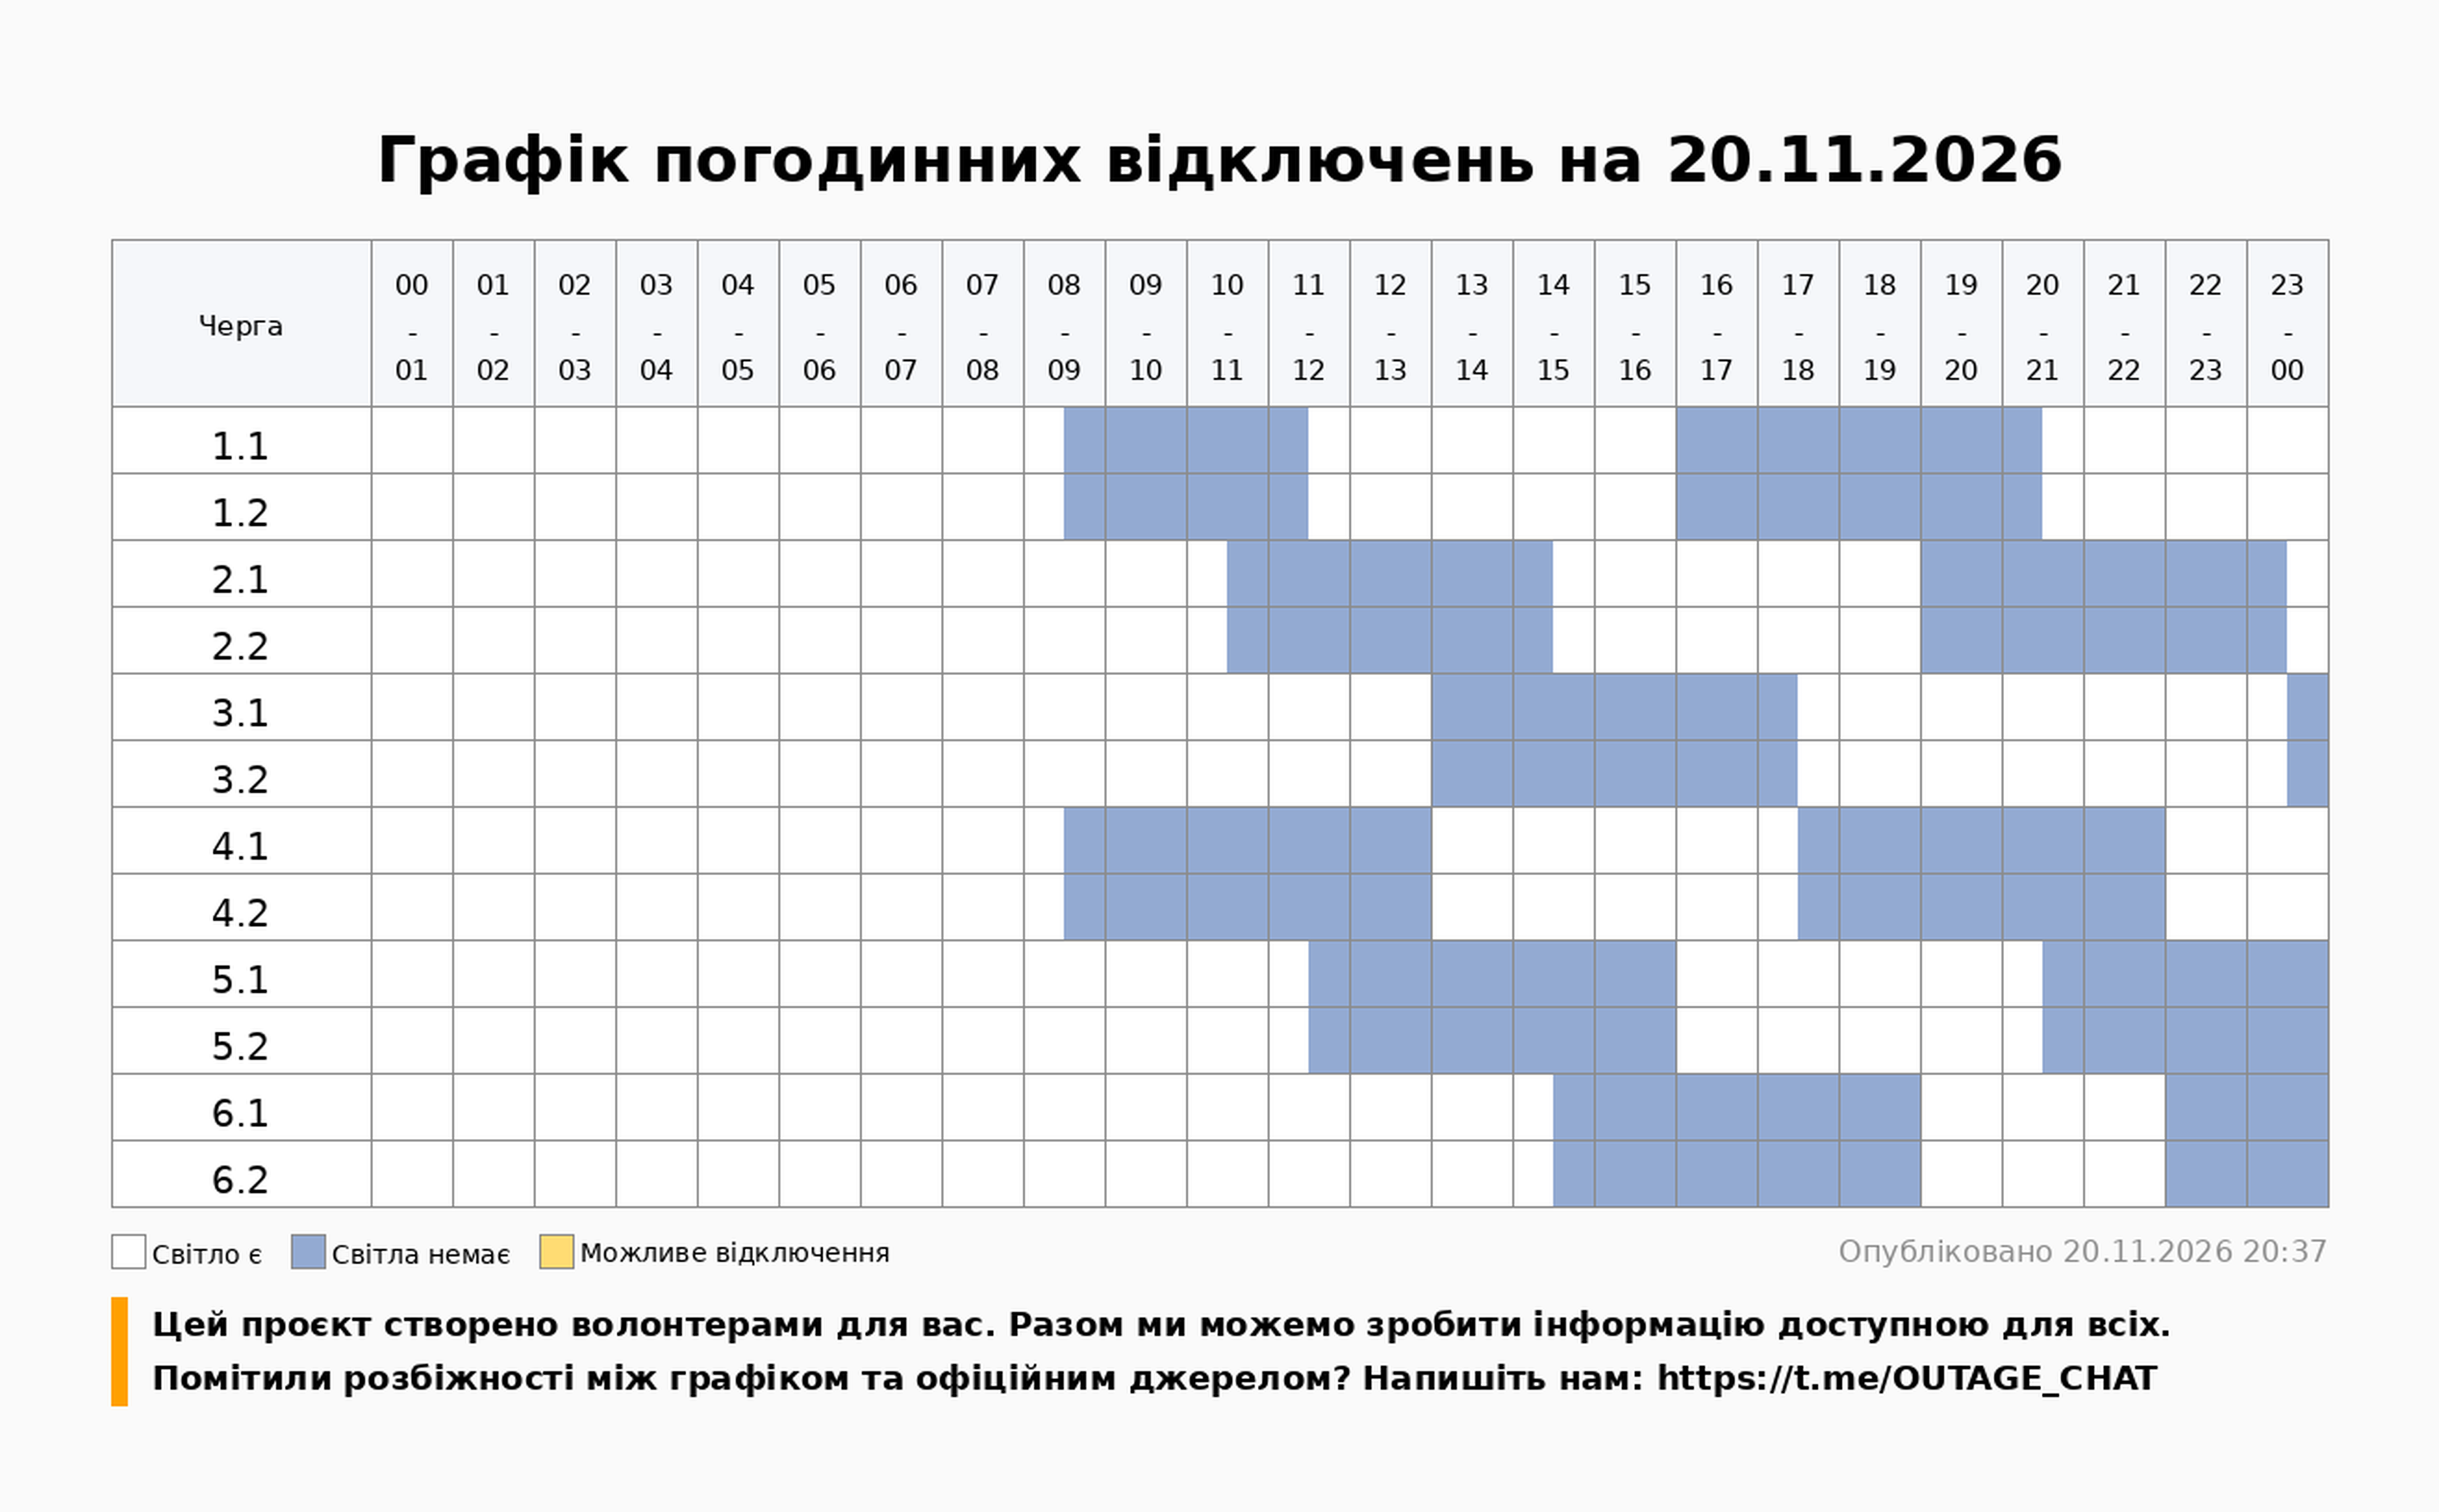 Графік погодинних відключень на 20.11.2026
Черга 00 - 01 01 - 02 02 - 03 03 - 04 04 - 05 05 - 06 06 - 07 07 - 08 08 - 09 09 - 10 10 - 11 11 - 12 12 - 13 13 - 14 14 - 15 15 - 16 16 - 17 17 - 18 18 - 19 19 - 20 20 - 21 21 - 22 22 - 23 23 - 00
1.1
1.2
2.1
2.2
3.1
3.2
4.1
4.2
5.1
5.2
6.1
6.2
Світло є Світла немає Можливе відключення Опубліковано 20.11.2026 20:37
Цей проєкт створено волонтерами для вас. Разом ми можемо зробити інформацію доступною для всіх.
Помітили розбіжності між графіком та офіційним джерелом? Напишіть нам: https://t.me/OUTAGE_CHAT